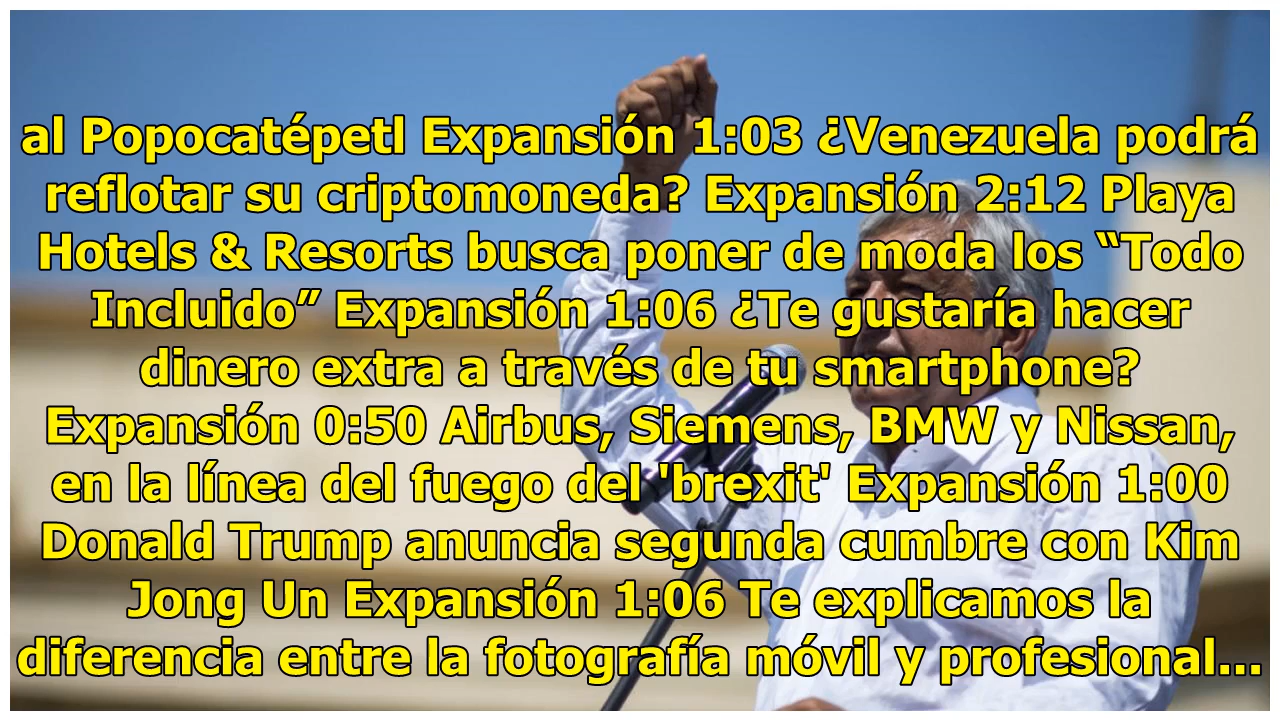 al Popocatépetl Expansión 1:03 ¿Venezuela podrá
reflotar su criptomoneda? Expansión 2:12 Playa
Hotels & Resorts busca poner de moda los “Todo
Incluido” Expansión 1:06 ¿Te gustaría hacer
dinero extra a través de tu smartphone?
Expansión 0:50 Airbus, Siemens, BMW y Nissan,
en la línea del fuego del 'brexit' Expansión 1:00
Donald Trump anuncia segunda cumbre con Kim
Jong Un Expansión 1:06 Te explicamos la
diferencia entre la fotografía móvil y profesional...